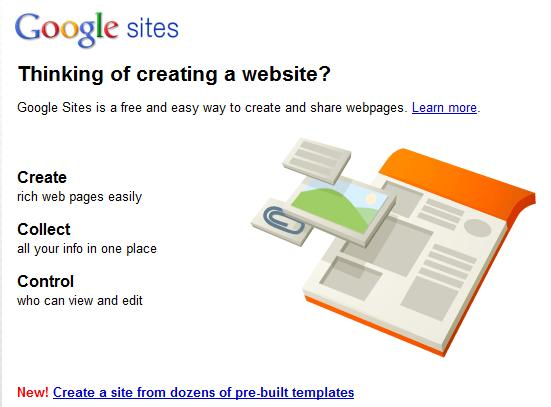 Google sites
Thinking of creating a website?
Google Sites is a free and easy way to create and share webpages. Learn more.
Create
rich web pages easily
Collect
all your info in one place
Control
who can view and edit
New! Create a site from dozens of pre-built templates